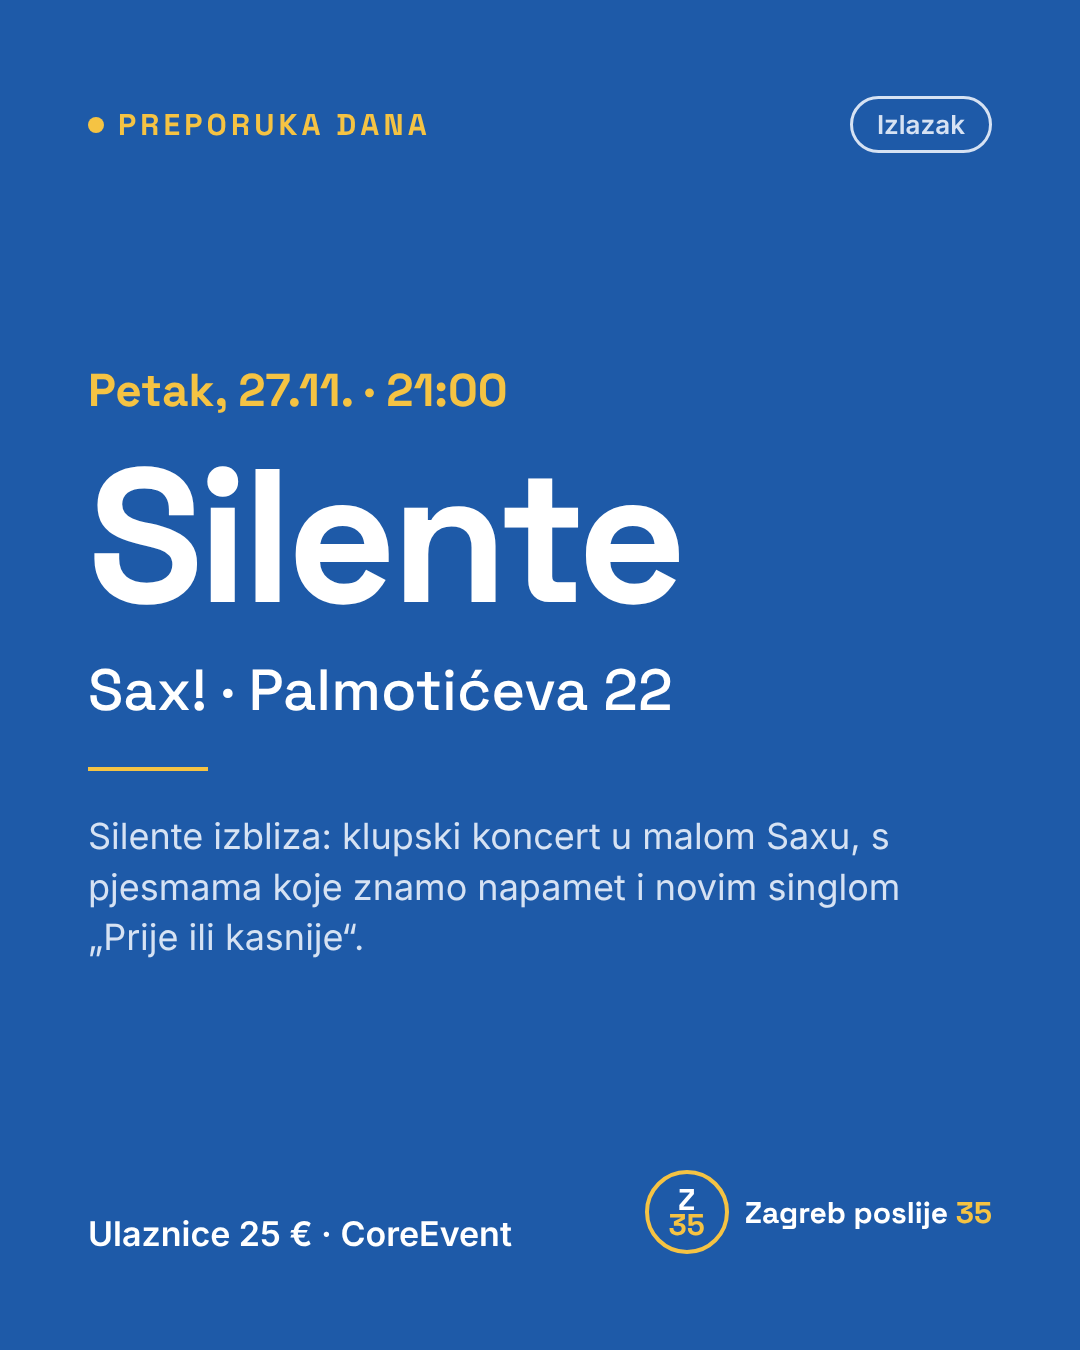 PREPORUKA DANA
Izlazak
Petak, 27.11. · 21:00
Silente
Sax! · Palmotićeva 22
Silente izbliza: klupski koncert u malom Saxu, s
pjesmama koje znamo napamet i novim singlom
„Prije ili kasnije“.
Ulaznice 25 € · CoreEvent
Z
35
Zagreb poslije 35